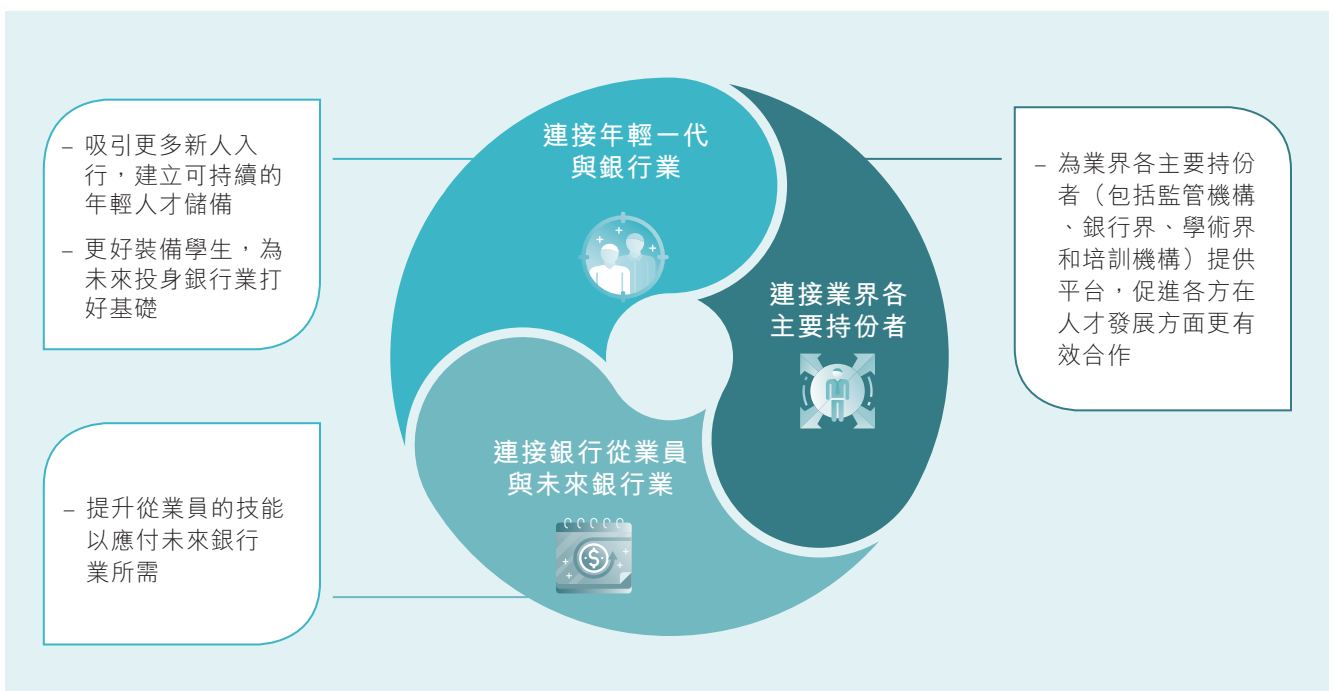 連接年輕一代
與銀行業
– 吸引更多新人入
行，建立可持續的
年輕人才儲備
– 更好裝備學生，為
未來投身銀行業打
好基礎
連接業界各
主要持份者
– 為業界各主要持份
者（包括監管機構
、銀行界、學術界
和培訓機構）提供
平台，促進各方在
人才發展方面更有
效合作
連接銀行從業員
與未來銀行業
$
– 提升從業員的技能
以應付未來銀行
業所需